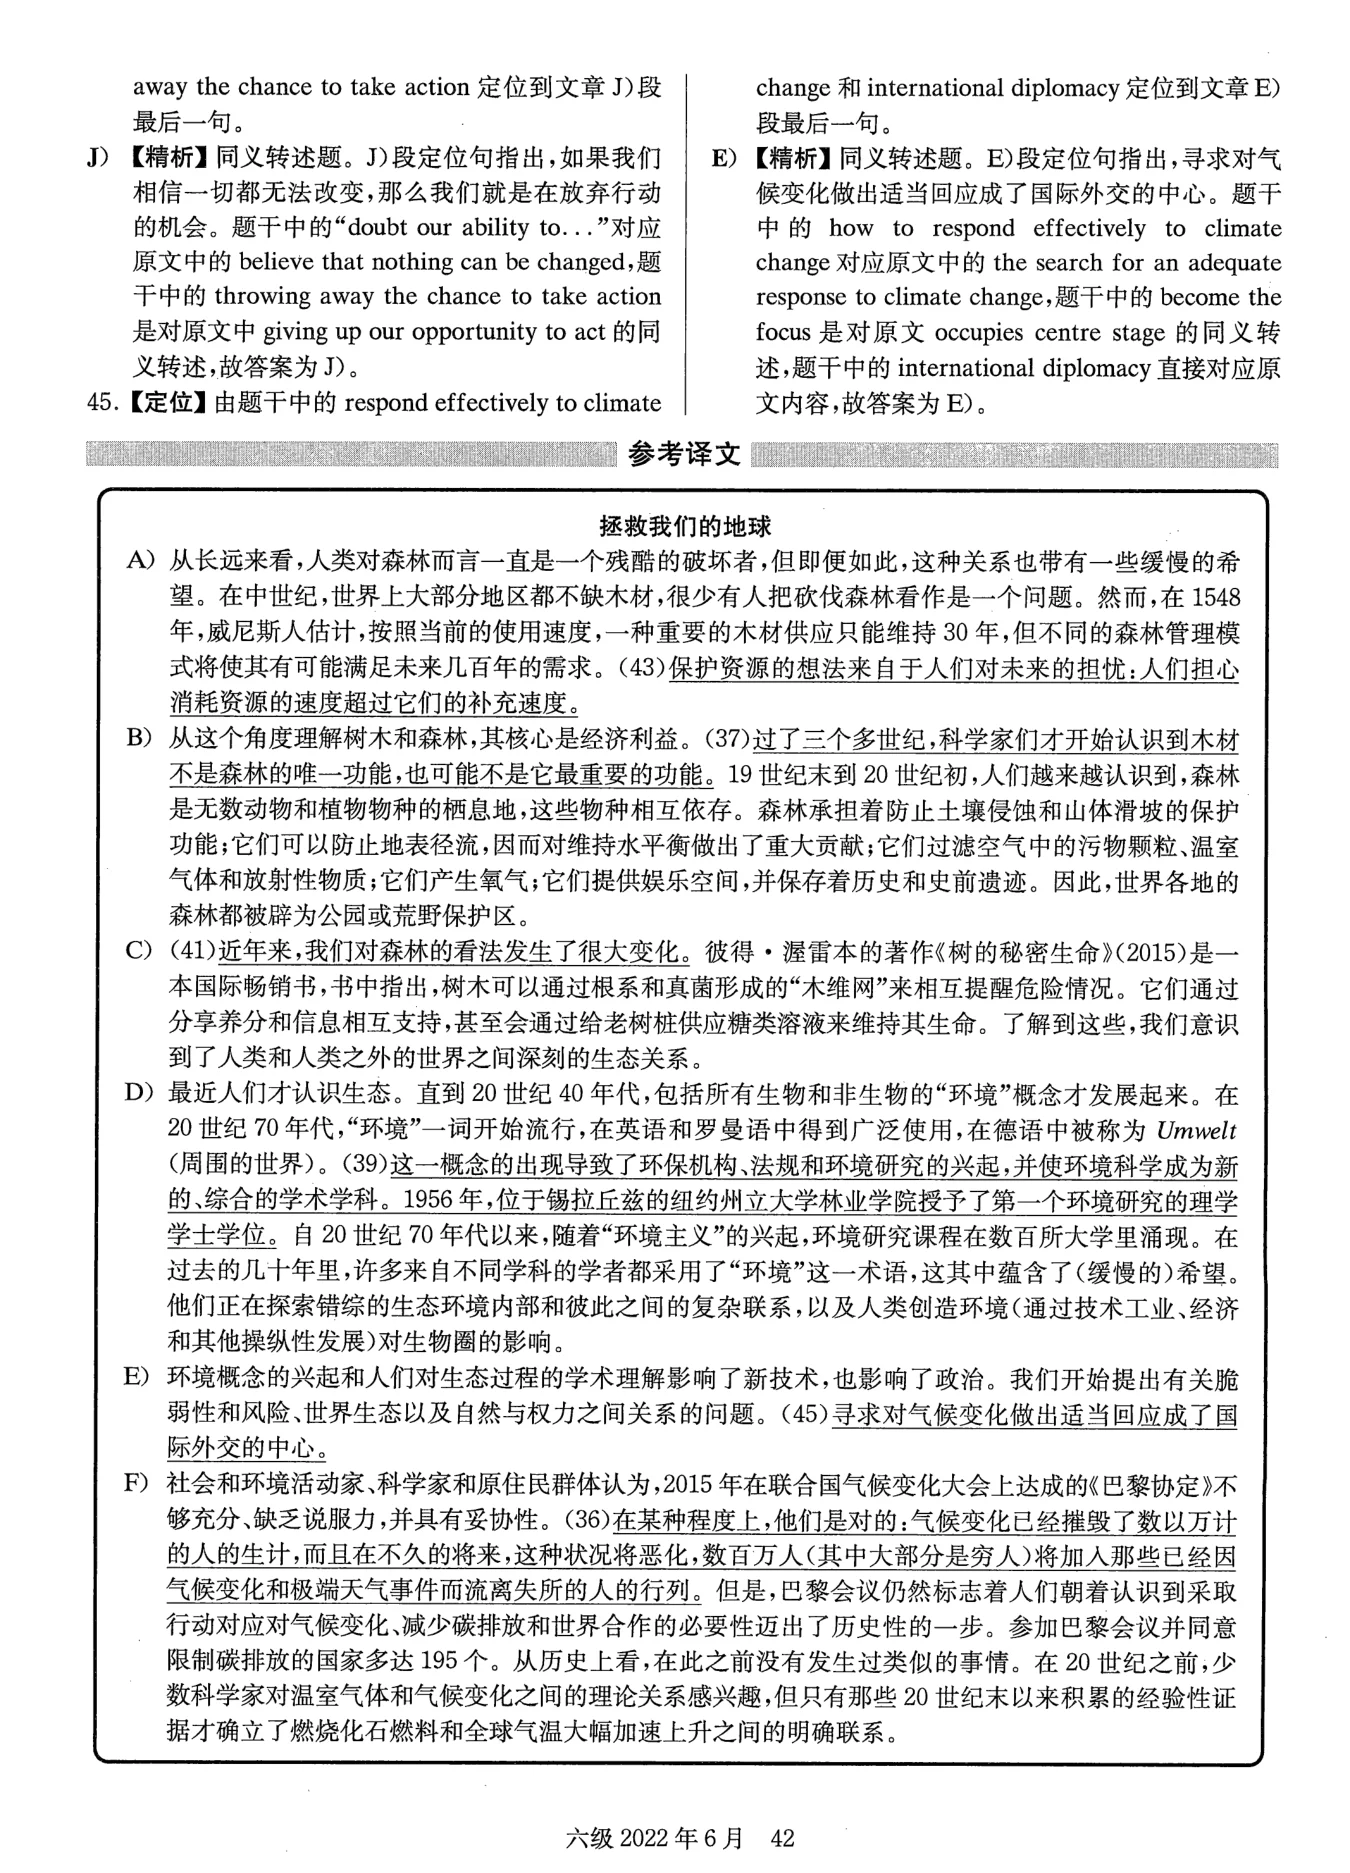 away the chance to take action 定位到文章 J)段
最后一句。
J) 【精析】同义转述题。J)段定位句指出,如果我们
相信一切都无法改变,那么我们就是在放弃行动
的机会。题干中的“doubt our ability to...”对应
原文中的 believe that nothing can be changed,题
干中的 throwing away the chance to take action
是对原文中 giving up our opportunity to act 的同
义转述,故答案为 J)。
45.【定位】由题干中的 respond effectively to climate
change 和 international diplomacy 定位到文章 E)
段最后一句。
E) 【精析】同义转述题。E)段定位句指出,寻求对气
候变化做出适当回应成了国际外交的中心。题干
中的 how to respond effectively to climate
change 对应原文中的 the search for an adequate
response to climate change,题干中的 become the
focus 是对原文 occupies centre stage 的同义转
述,题干中的 international diplomacy 直接对应原
文内容,故答案为 E)。
参考译文
拯救我们的地球
A) 从长远来看,人类对森林而言一直是一个残酷的破坏者,但即便如此,这种关系也带有一些缓慢的希
望。在中世纪,世界上大部分地区都不缺木材,很少有人把砍伐森林看作是一个问题。然而,在 1548
年,威尼斯人估计,按照当前的使用速度,一种重要的木材供应只能维持 30 年,但不同的森林管理模
式将使其有可能满足未来几百年的需求。(43)保护资源的想法来自于人们对未来的担忧:人们担心
消耗资源的速度超过它们的补充速度。
B) 从这个角度理解树木和森林,其核心是经济利益。(37)过了三个多世纪,科学家们才开始认识到木材
不是森林的唯一功能,也可能不是它最重要的功能。19 世纪末到 20 世纪初,人们越来越认识到,森林
是无数动物和植物物种的栖息地,这些物种相互依存。森林承担着防止土壤侵蚀和山体滑坡的保护
功能;它们可以防止地表径流,因而对维持水平衡做出了重大贡献;它们过滤空气中的污物颗粒、温室
气体和放射性物质;它们产生氧气;它们提供娱乐空间,并保存着历史和史前遗迹。因此,世界各地的
森林都被辟为公园或荒野保护区。
C) (41)近年来,我们对森林的看法发生了很大变化。彼得·渥雷本的著作《树的秘密生命》(2015)是一
本国际畅销书,书中指出,树木可以通过根系和真菌形成的“木维网”来相互提醒危险情况。它们通过
分享养分和信息相互支持,甚至会通过给老树桩供应糖类溶液来维持其生命。了解到这些,我们意识
到了人类和人类之外的世界之间深刻的生态关系。
D) 最近人们才认识生态。直到 20 世纪 40 年代,包括所有生物和非生物的“环境”概念才发展起来。在
20 世纪 70 年代,“环境”一词开始流行,在英语和罗曼语中得到广泛使用,在德语中被称为 Umwelt
(周围的世界)。(39)这一概念的出现导致了环保机构、法规和环境研究的兴起,并使环境科学成为新
的、综合的学术学科。1956 年,位于锡拉丘兹的纽约州立大学林业学院授予了第一个环境研究的理学
学士学位。自 20 世纪 70 年代以来,随着“环境主义”的兴起,环境研究课程在数百所大学里涌现。在
过去的几十年里,许多来自不同学科的学者都采用了“环境”这一术语,这其中蕴含了(缓慢的)希望。
他们正在探索错综的生态环境内部和彼此之间的复杂联系,以及人类创造环境(通过技术工业、经济
和其他操纵性发展)对生物圈的影响。
E) 环境概念的兴起和人们对生态过程的学术理解影响了新技术,也影响了政治。我们开始提出有关脆
弱性和风险、世界生态以及自然与权力之间关系的问题。(45)寻求对气候变化做出适当回应成了国
际外交的中心。
F) 社会和环境活动家、科学家和原住民群体认为,2015 年在联合国气候变化大会上达成的《巴黎协定》不
够充分、缺乏说服力,并具有妥协性。(36)在某种程度上,他们是对的:气候变化已经摧毁了数以万计
的人的生计,而且在不久的将来,这种状况将恶化,数百万人(其中大部分是穷人)将加入那些已经因
气候变化和极端天气事件而流离失所的人的行列。但是,巴黎会议仍然标志着人们朝着认识到采取
行动对应对气候变化、减少碳排放和世界合作的必要性迈出了历史性的一步。参加巴黎会议并同意
限制碳排放的国家多达 195 个。从历史上看,在此之前没有发生过类似的事情。在 20 世纪之前,少
数科学家对温室气体和气候变化之间的理论关系感兴趣,但只有那些 20 世纪末以来积累的经验性证
据才确立了燃烧化石燃料和全球气温大幅加速上升之间的明确联系。
六级 2022 年 6 月 42